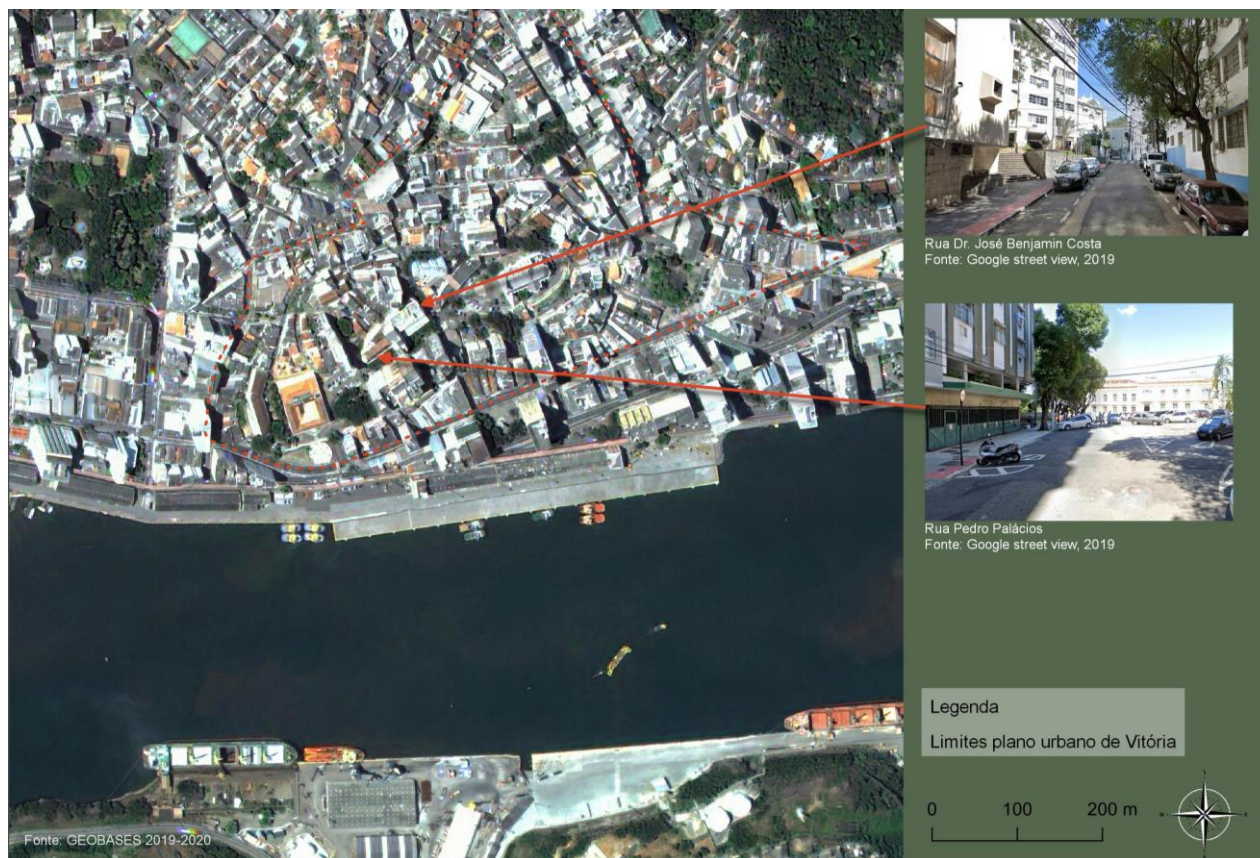 Rua Dr. José Benjamin Costa
Fonte: Google street view, 2019
Rua Pedro Palácios
Fonte: Google street view, 2019
Legenda
Limites plano urbano de Vitória
0 100 200 m
Fonte: GEOBASES 2019-2020